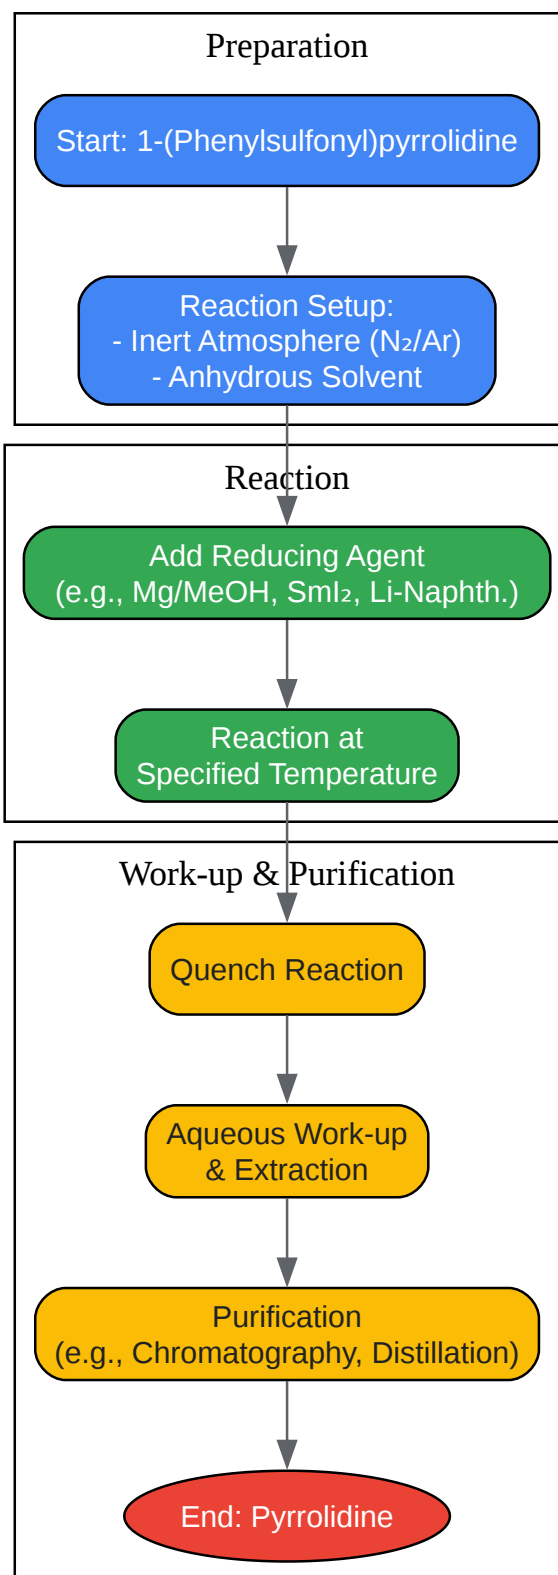 Preparation
Start: 1-(Phenylsulfonyl)pyrrolidine
Reaction Setup:
- Inert Atmosphere (N₂/Ar)
- Anhydrous Solvent
Reaction
Add Reducing Agent
(e.g., Mg/MeOH, SmI₂, Li-Naphth.)
Reaction at
Specified Temperature
Work-up & Purification
Quench Reaction
Aqueous Work-up
& Extraction
Purification
(e.g., Chromatography, Distillation)
End: Pyrrolidine